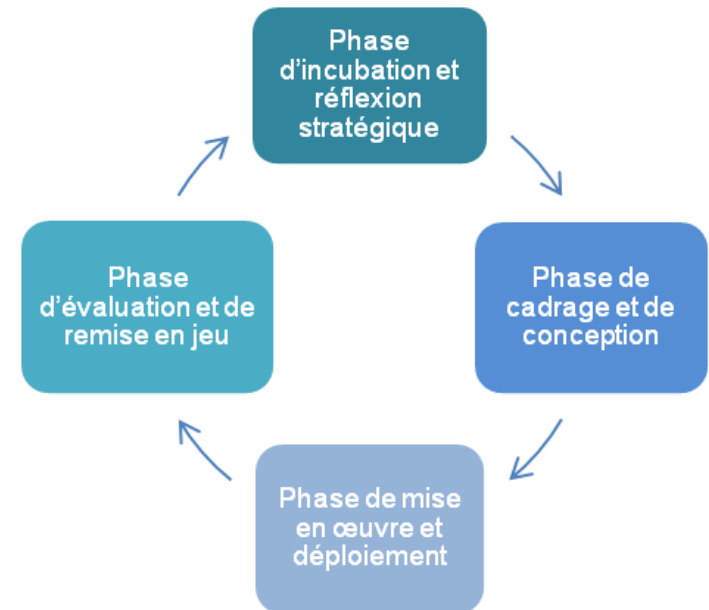 Phase
d'incubation et
réflexion
stratégique
Phase
d'évaluation et de
remise en jeu
Phase de
cadrage et de
conception
Phase de mise
en œuvre et
déploiement